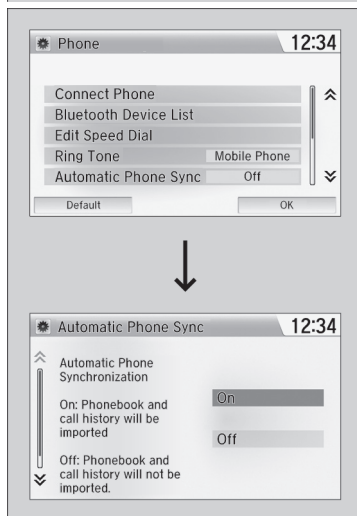 Phone 12:34
Connect Phone
Bluetooth Device List
Edit Speed Dial
Ring Tone Mobile Phone
Automatic Phone Sync Off
Default OK
Automatic Phone Sync 12:34
Automatic Phone
Synchronization
On: Phonebook and
call history will be
imported
Off: Phonebook and
call history will not be
imported.
On
Off